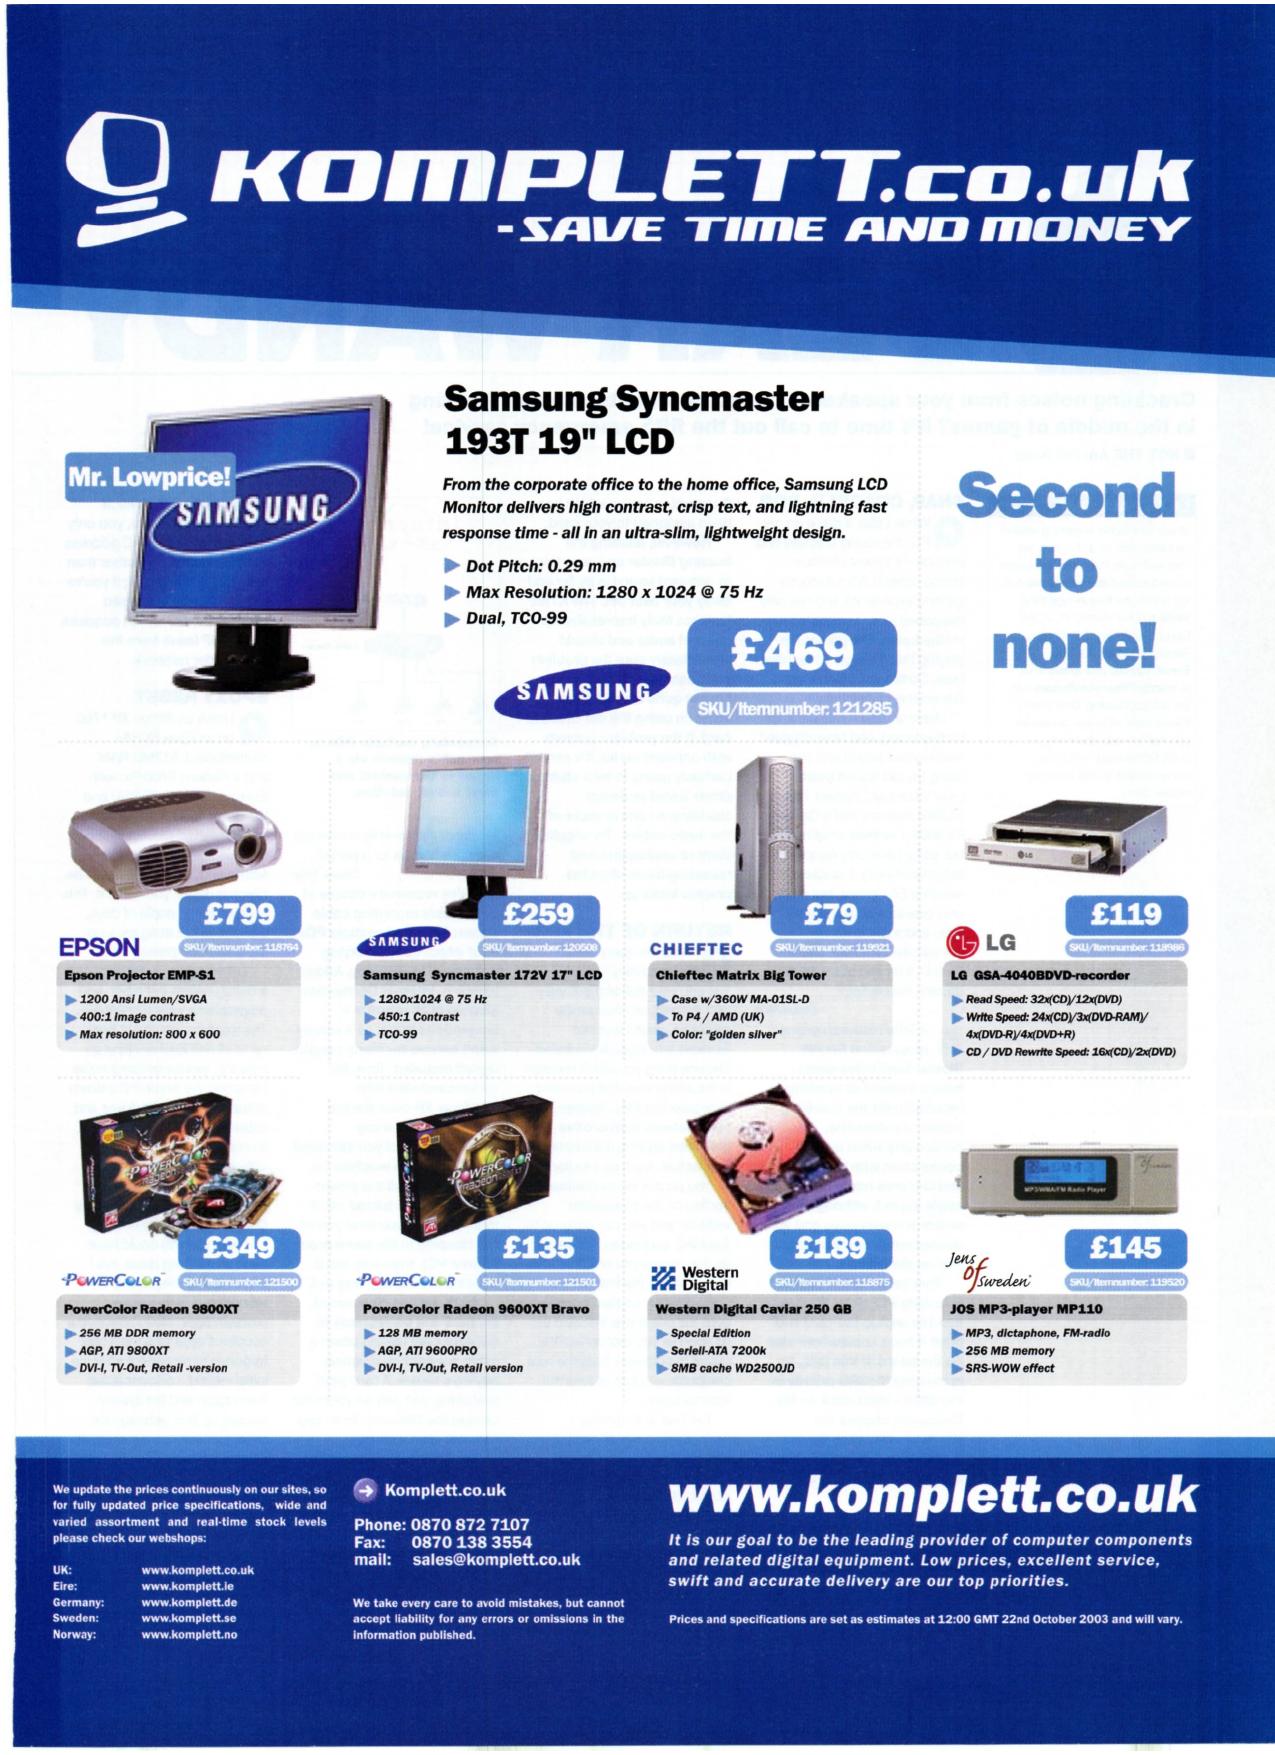 KOMPLETT.co.uk
- SAVE TIME AND MONEY
Samsung Syncmaster
193T 19" LCD
Mr. Lowprice!
SAMSUNG
From the corporate office to the home office, Samsung LCD
Monitor delivers high contrast, crisp text, and lightning fast
response time - all in an ultra-slim, lightweight design.
Dot Pitch: 0.29 mm
Max Resolution: 1280 x 1024 @ 75 Hz
Dual, TCO-99
SAMSUNG
£469
SKU/Itemnumber: 121285
Second
to
none!
£799
EPSON
SKU/Itemnumber: 118764
Epson Projector EMP-S1
1200 Ansi Lumen/SVGA
400:1 image contrast
Max resolution: 800 x 600
£259
SAMSUNG
SKU/Itemnumber: 120508
Samsung Syncmaster 172V 17" LCD
1280x1024 @ 75 Hz
450:1 Contrast
TCO-99
£79
CHIEFTEC
SKU/Itemnumber: 119921
Chieftec Matrix Big Tower
Case w/360W MA-01SL-D
To P4 / AMD (UK)
Color: "golden silver"
LG
£119
LG
SKU/Itemnumber: 118986
LG GSA-4040BDVD-recorder
Read Speed: 32x(CD)/12x(DVD)
Write Speed: 24x(CD)/3x(DVD-RAM)/
4x(DVD-R)/4x(DVD+R)
CD / DVD Rewrite Speed: 16x(CD)/2x(DVD)
POWERCOLOR
£349
POWERCOLOR
SKU/Itemnumber: 121500
PowerColor Radeon 9800XT
256 MB DDR memory
AGP, ATI 9800XT
DVI-I, TV-Out, Retail -version
POWERCOLOR
£135
POWERCOLOR
SKU/Itemnumber: 121501
PowerColor Radeon 9600XT Bravo
128 MB memory
AGP, ATI 9600PRO
DVI-I, TV-Out, Retail version
£189
Western
Digital
SKU/Itemnumber: 118875
Western Digital Caviar 250 GB
Special Edition
Seriell-ATA 7200k
8MB cache WD2500JD
MP3/WMA/FM Radio Player
£145
Jens
of
Sweden
SKU/Itemnumber: 119520
JOS MP3-player MP110
MP3, dictaphone, FM-radio
256 MB memory
SRS-WOW effect
We update the prices continuously on our sites, so
for fully updated price specifications, wide and
varied assortment and real-time stock levels
please check our webshops:
UK: www.komplett.co.uk
Eire: www.komplett.ie
Germany: www.komplett.de
Sweden: www.komplett.se
Norway: www.komplett.no
Komplett.co.uk
Phone: 0870 872 7107
Fax: 0870 138 3554
mail: sales@komplett.co.uk
We take every care to avoid mistakes, but cannot
accept liability for any errors or omissions in the
information published.
www.komplett.co.uk
It is our goal to be the leading provider of computer components
and related digital equipment. Low prices, excellent service,
swift and accurate delivery are our top priorities.
Prices and specifications are set as estimates at 12:00 GMT 22nd October 2003 and will vary.